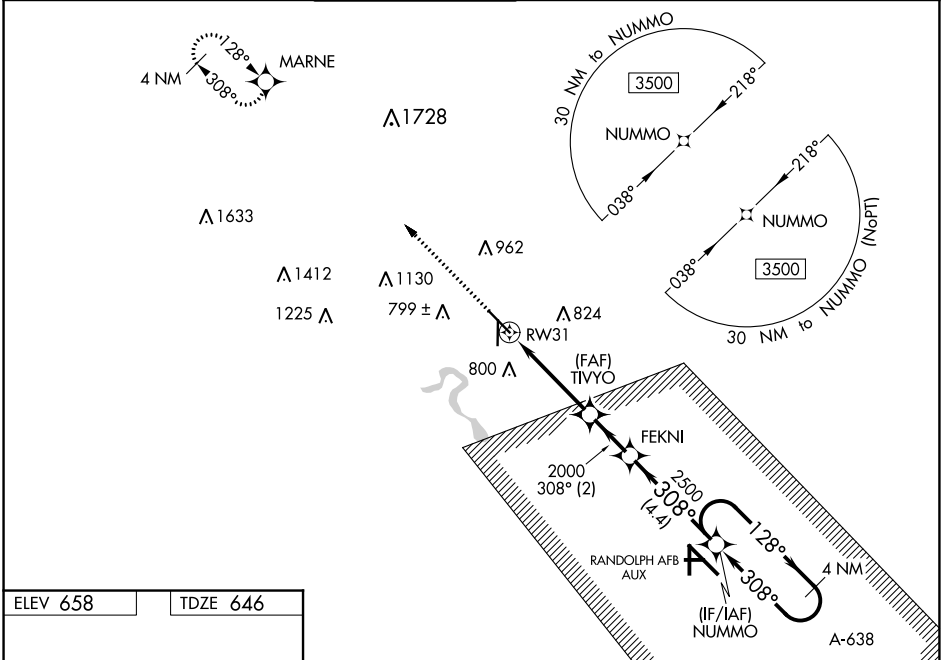 128°
MARNE
4 NM
308°
1728
30 NM to NUMMO
3500
218°
NUMMO
038°
218°
NUMMO
038°
3500
30 NM to NUMMO (NoPT)
1633
962
1412
1130
1225
799 ±
824
RW31
800
(FAF)
TIVYO
FEKNI
2000
308° (2)
2500
308°
(4.4)
128°
RANDOLPH AFB
AUX
4 NM
308°
(IF/IAF)
NUMMO
A-638
ELEV 658
TDZE 646